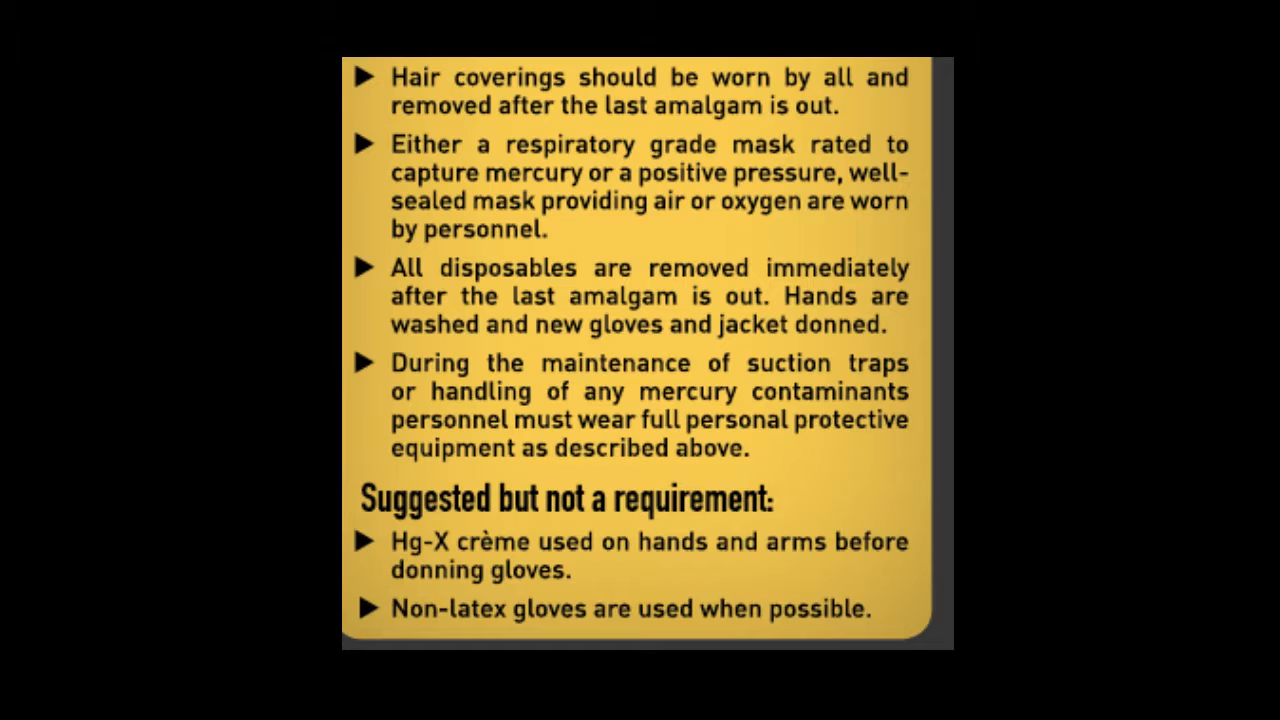 ▶ Hair coverings should be worn by all and
removed after the last amalgam is out.
▶ Either a respiratory grade mask rated to
capture mercury or a positive pressure, well-
sealed mask providing air or oxygen are worn
by personnel.
▶ All disposables are removed immediately
after the last amalgam is out. Hands are
washed and new gloves and jacket donned.
▶ During the maintenance of suction traps
or handling of any mercury contaminants
personnel must wear full personal protective
equipment as described above.
Suggested but not a requirement:
▶ Hg-X crème used on hands and arms before
donning gloves.
▶ Non-latex gloves are used when possible.